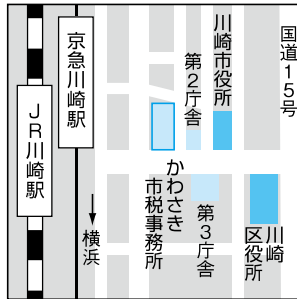 国道15号
川崎市役所
第2庁舎
京急川崎駅
JR川崎駅
かわさき
市税事務所
第3庁舎
川崎
区役所
横浜